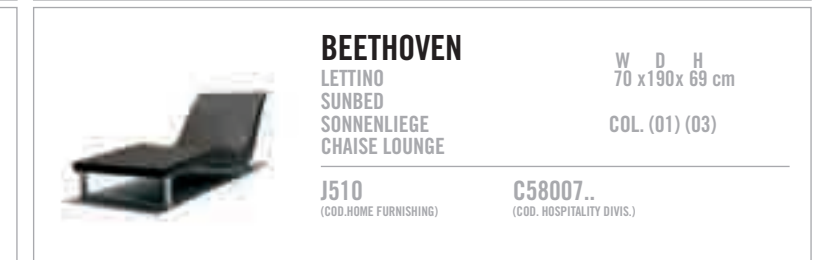 BEETHOVEN
LETTINO
SUNBED
SONNENLIEGE
CHAISE LOUNGE
W D H
70 x190x 69 cm
COL. (01) (03)
J510
(COD.HOME FURNISHING)
C58007..
(COD. HOSPITALITY DIVIS.)